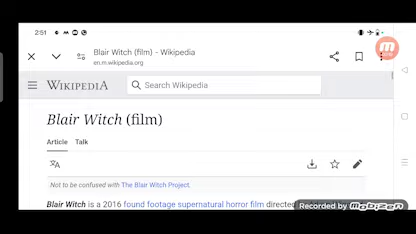 2:51
Blair Witch (film) - Wikipedia
en.m.wikipedia.org
WIKIPEDIA
Search Wikipedia
Blair Witch (film)
Article Talk
Not to be confused with The Blair Witch Project.
Blair Witch is a 2016 found footage supernatural horror film directed
Recorded by Mobizen